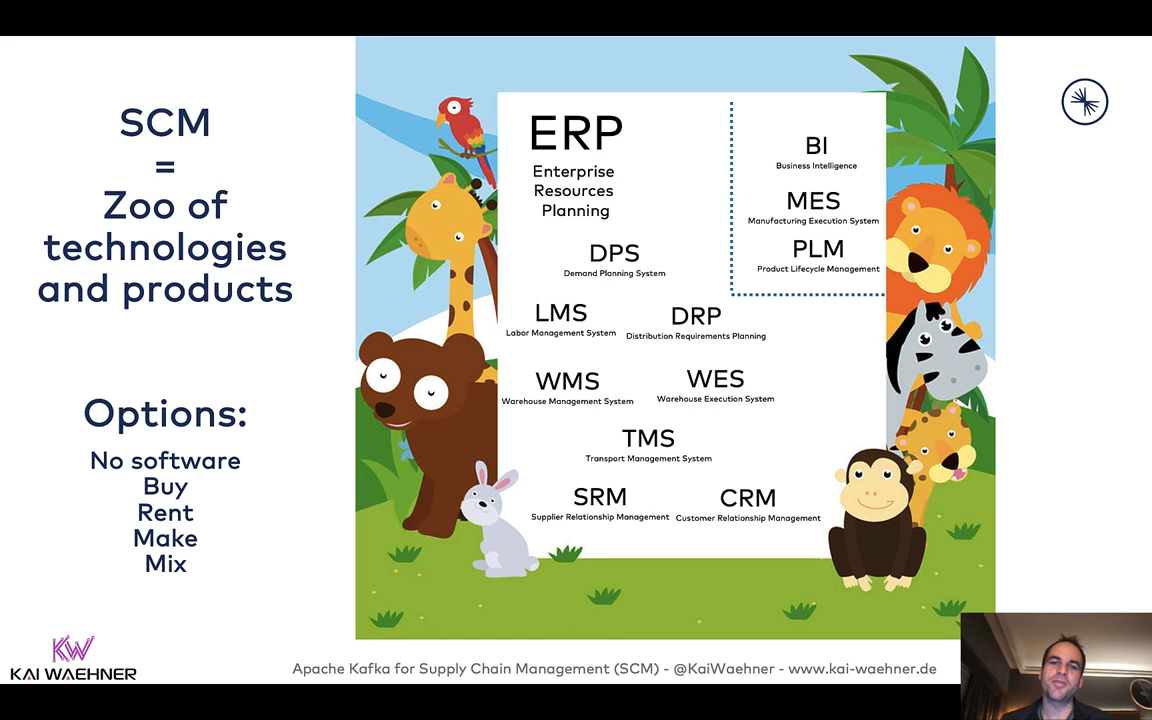 SCM
=
Zoo of
technologies
and products
Options:
No software
Buy
Rent
Make
Mix
ERP
Enterprise
Resources
Planning
DPS
Demand Planning System
LMS
Labor Management System
DRP
Distribution Requirements Planning
WMS
Warehouse Management System
WES
Warehouse Execution System
TMS
Transport Management System
SRM
Supplier Relationship Management
CRM
Customer Relationship Management
BI
Business Intelligence
MES
Manufacturing Execution System
PLM
Product Lifecycle Management
KW
KAI WAEHNER
Apache Kafka for Supply Chain Management (SCM) - @KaiWaehner - www.kai-waehner.de